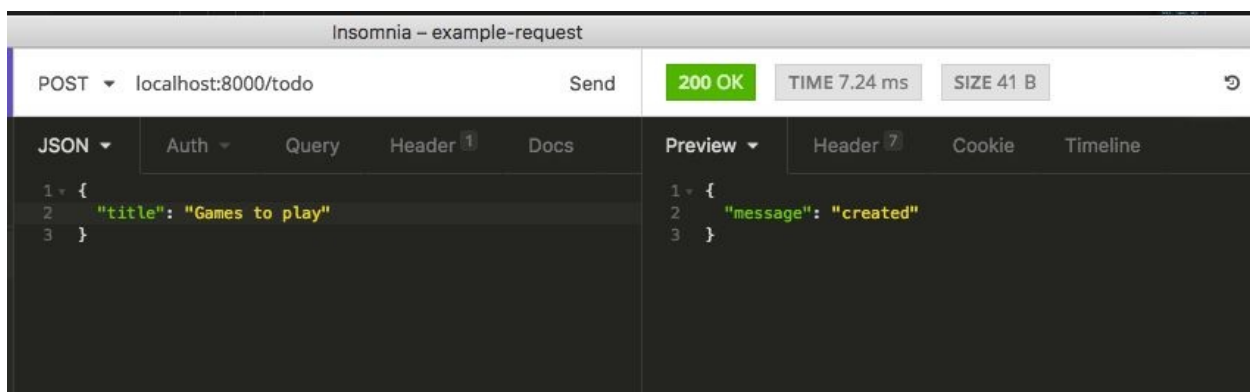 Insomnia – example-request
POST localhost:8000/todo Send 200 OK TIME 7.24 ms SIZE 41 B
JSON Auth Query Header 1 Docs Preview Header 7 Cookie Timeline
1 { 1 {
2 "title": "Games to play" 2 "message": "created"
3 } 3 }